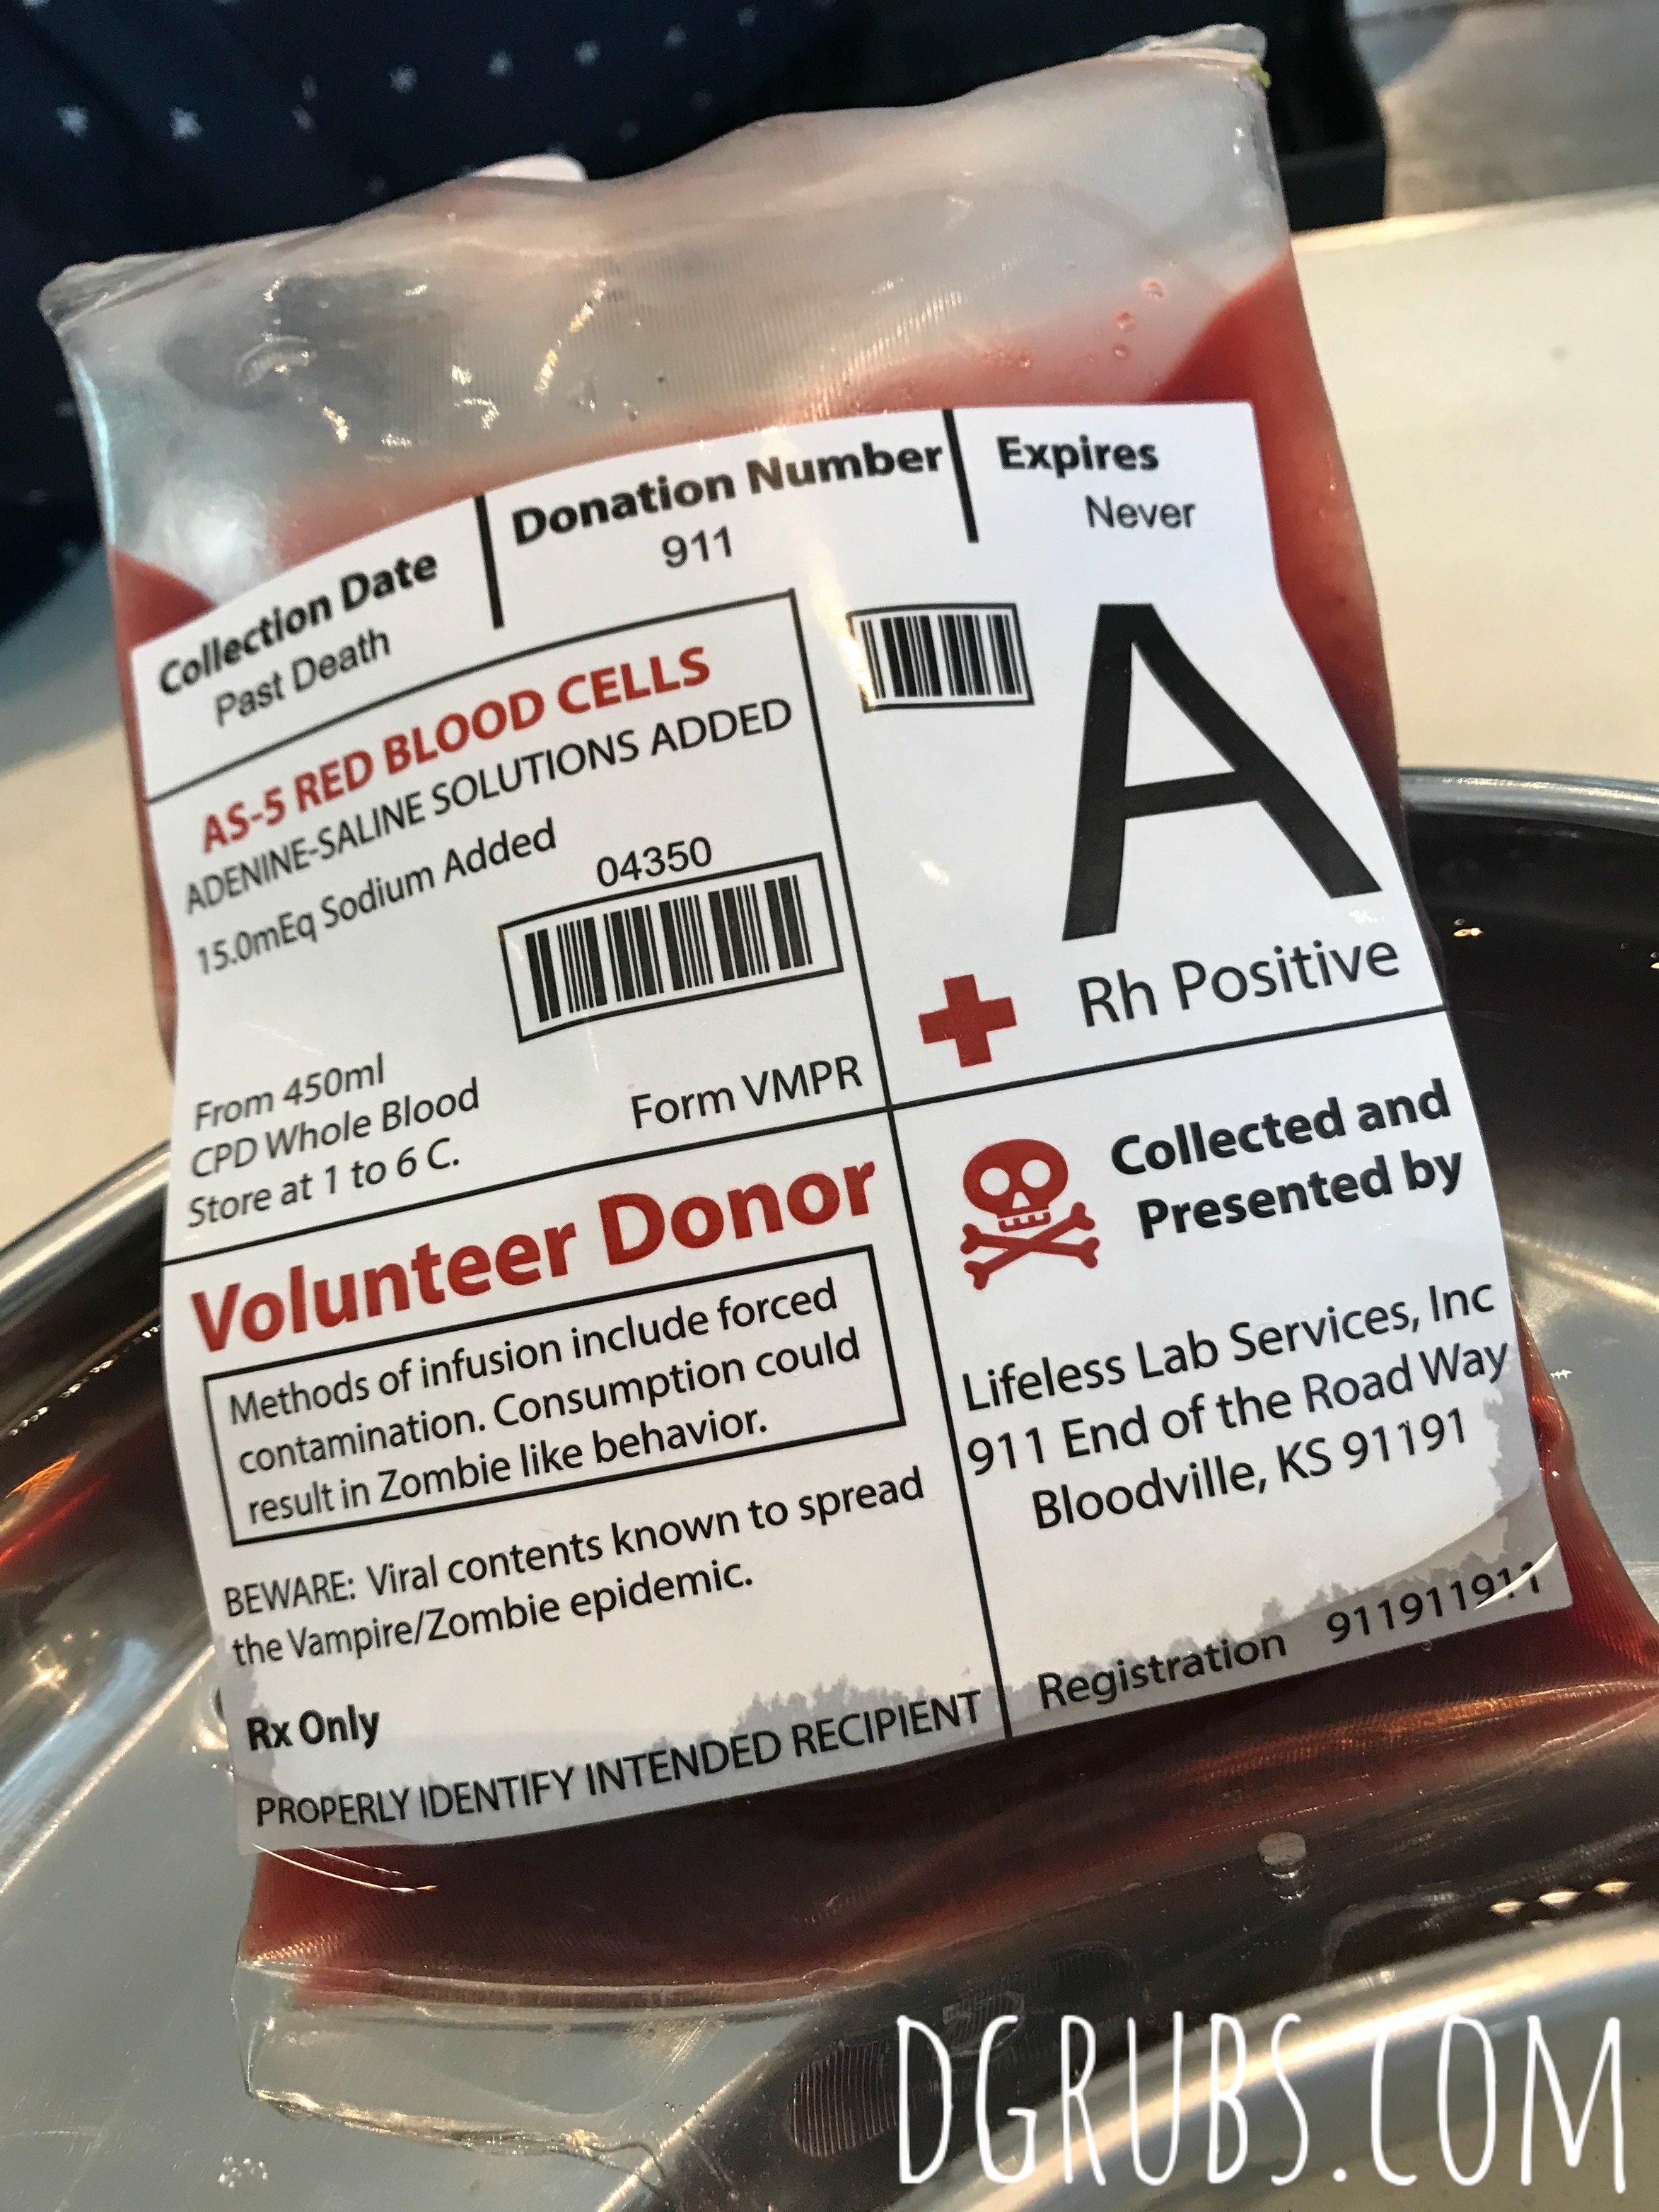 Collection Date
Past Death
Donation Number
911
Expires
Never
AS-5 RED BLOOD CELLS
ADENINE-SALINE SOLUTIONS ADDED
15.0mEq Sodium Added
04350
From 450ml
CPD Whole Blood
Store at 1 to 6 C.
Form VMPR
A
Rh Positive
Volunteer Donor
Methods of infusion include forced
contamination. Consumption could
result in Zombie like behavior.
BEWARE: Viral contents known to spread
the Vampire/Zombie epidemic.
Rx Only
PROPERLY IDENTIFY INTENDED RECIPIENT
Collected and
Presented by
Lifeless Lab Services, Inc
911 End of the Road Way
Bloodville, KS 91191
Registration 911911911
DGRUBS.COM